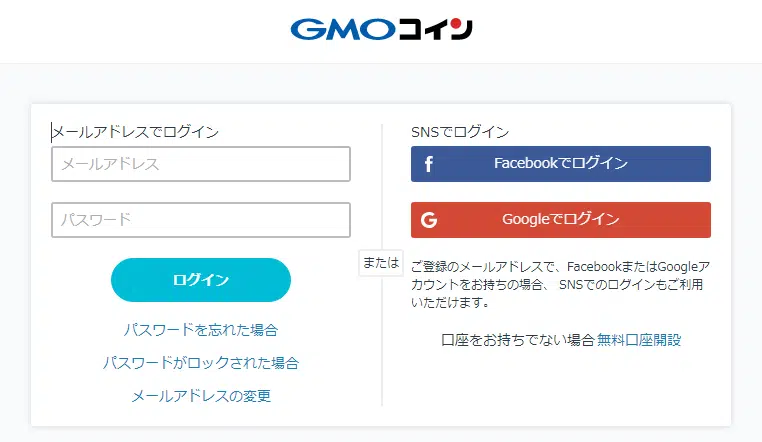 GMOコイン
メールアドレスでログイン
メールアドレス
パスワード
ログイン
パスワードを忘れた場合
パスワードがロックされた場合
メールアドレスの変更
または
SNSでログイン
Facebookでログイン
Googleでログイン
ご登録のメールアドレスで、FacebookまたはGoogleア
カウントをお持ちの場合、 SNSでのログインもご利用
いただけます。
口座をお持ちでない場合 無料口座開設